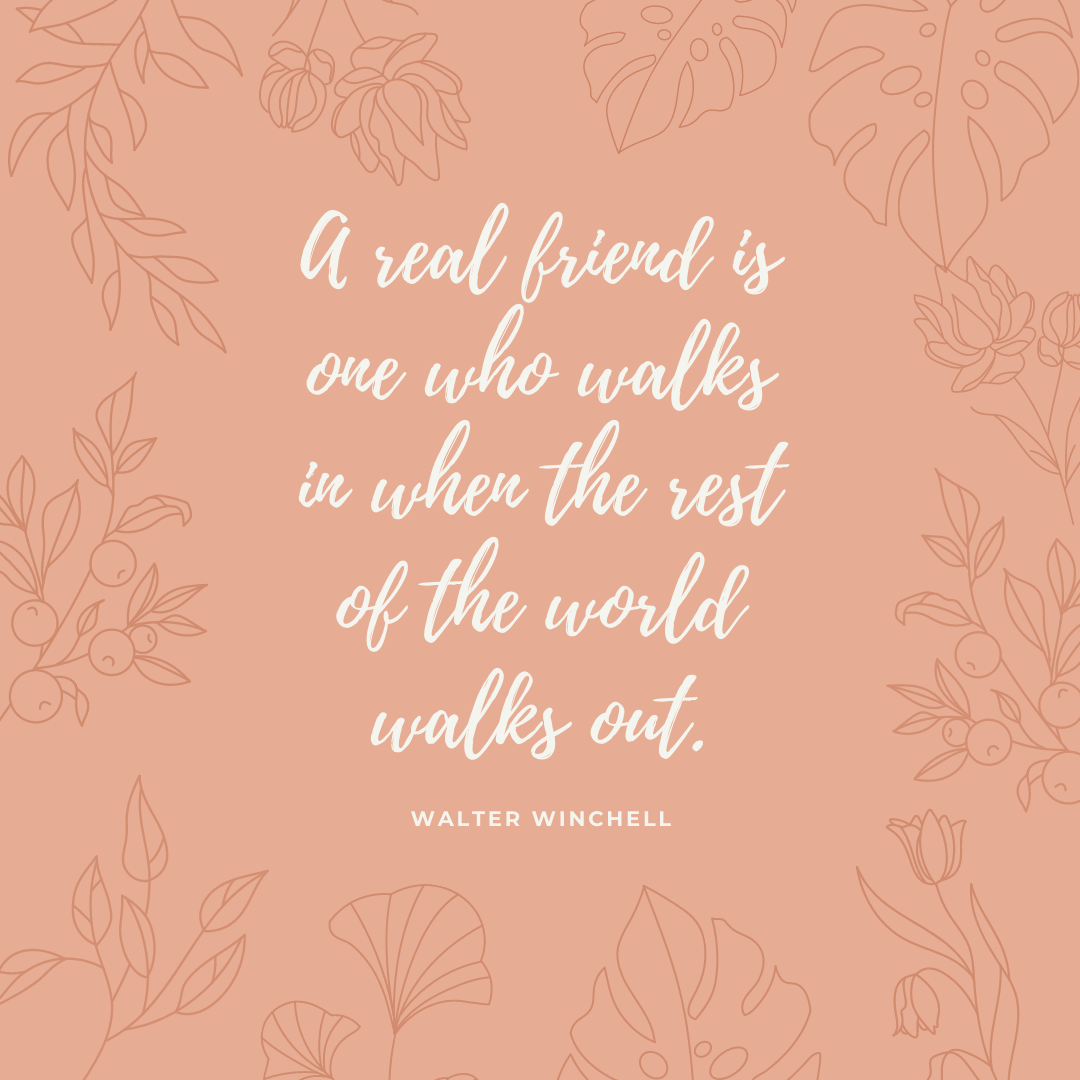 A real friend is
one who walks
in when the rest
of the world
walks out.
WALTER WINCHELL